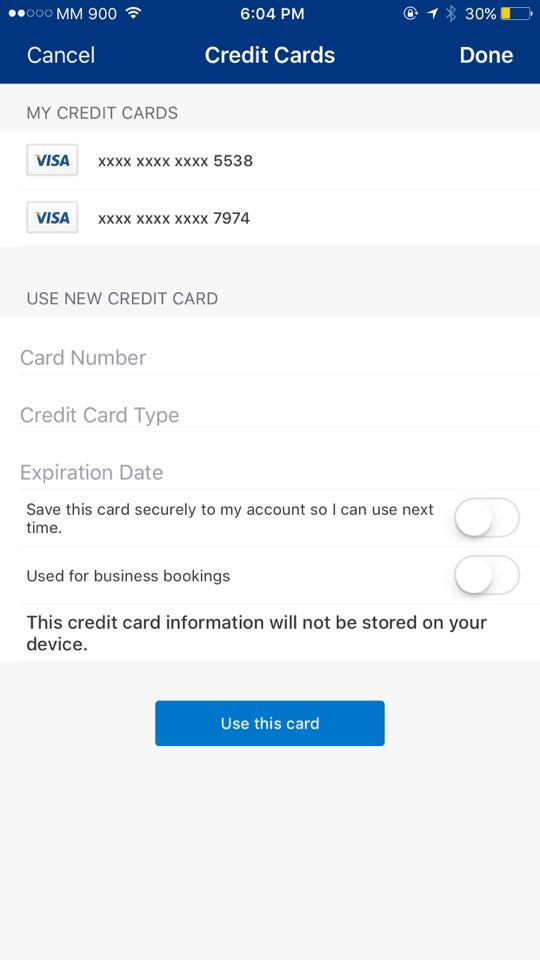 MM 900 6:04 PM 30%
Cancel Credit Cards Done
MY CREDIT CARDS
VISA xxxx xxxx xxxx 5538
VISA xxxx xxxx xxxx 7974
USE NEW CREDIT CARD
Card Number
Credit Card Type
Expiration Date
Save this card securely to my account so I can use next
time.
Used for business bookings
This credit card information will not be stored on your
device.
Use this card